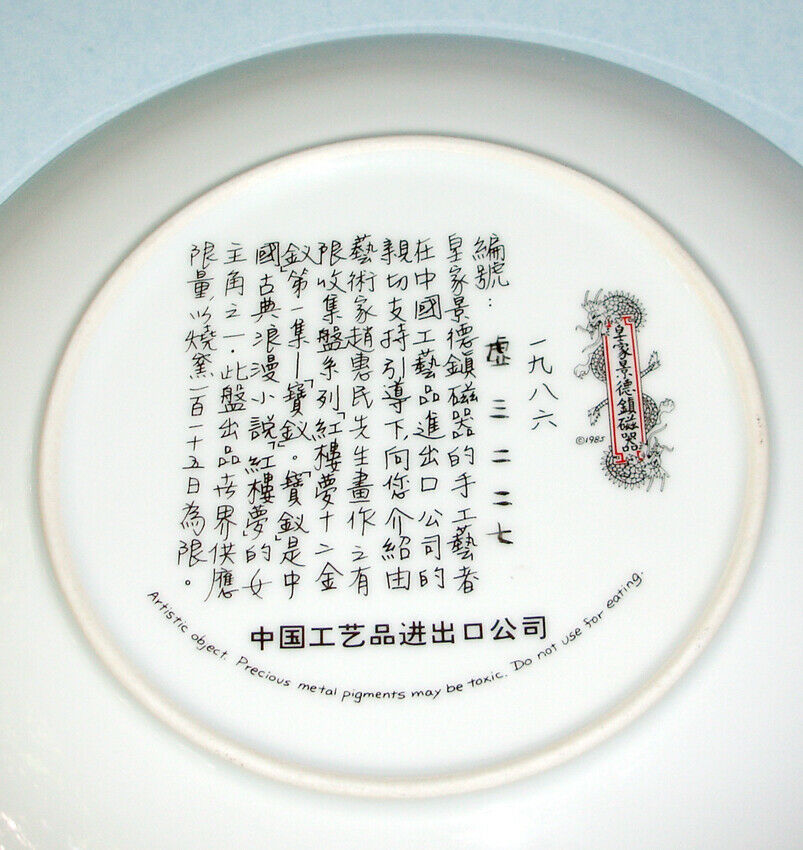 皇家景德鎮磁器品
©1985
一九八六
編號：虛三二二七
皇家景德鎮磁器的手工藝者
在中國工藝品進出口公司的
親切支持引導下，向您介紹由
藝術家趙惠民先生畫作之有
限收集盤系列「紅樓夢十二金
釵」第一集—「寶釵」。「寶釵」是中
國古典浪漫小說「紅樓夢」的女
主角之一．此盤出品世界供應
限量，以燒窯一百一十五日為限。
中国工艺品进出口公司
Artistic object. Precious metal pigments may be toxic. Do not use for eating.